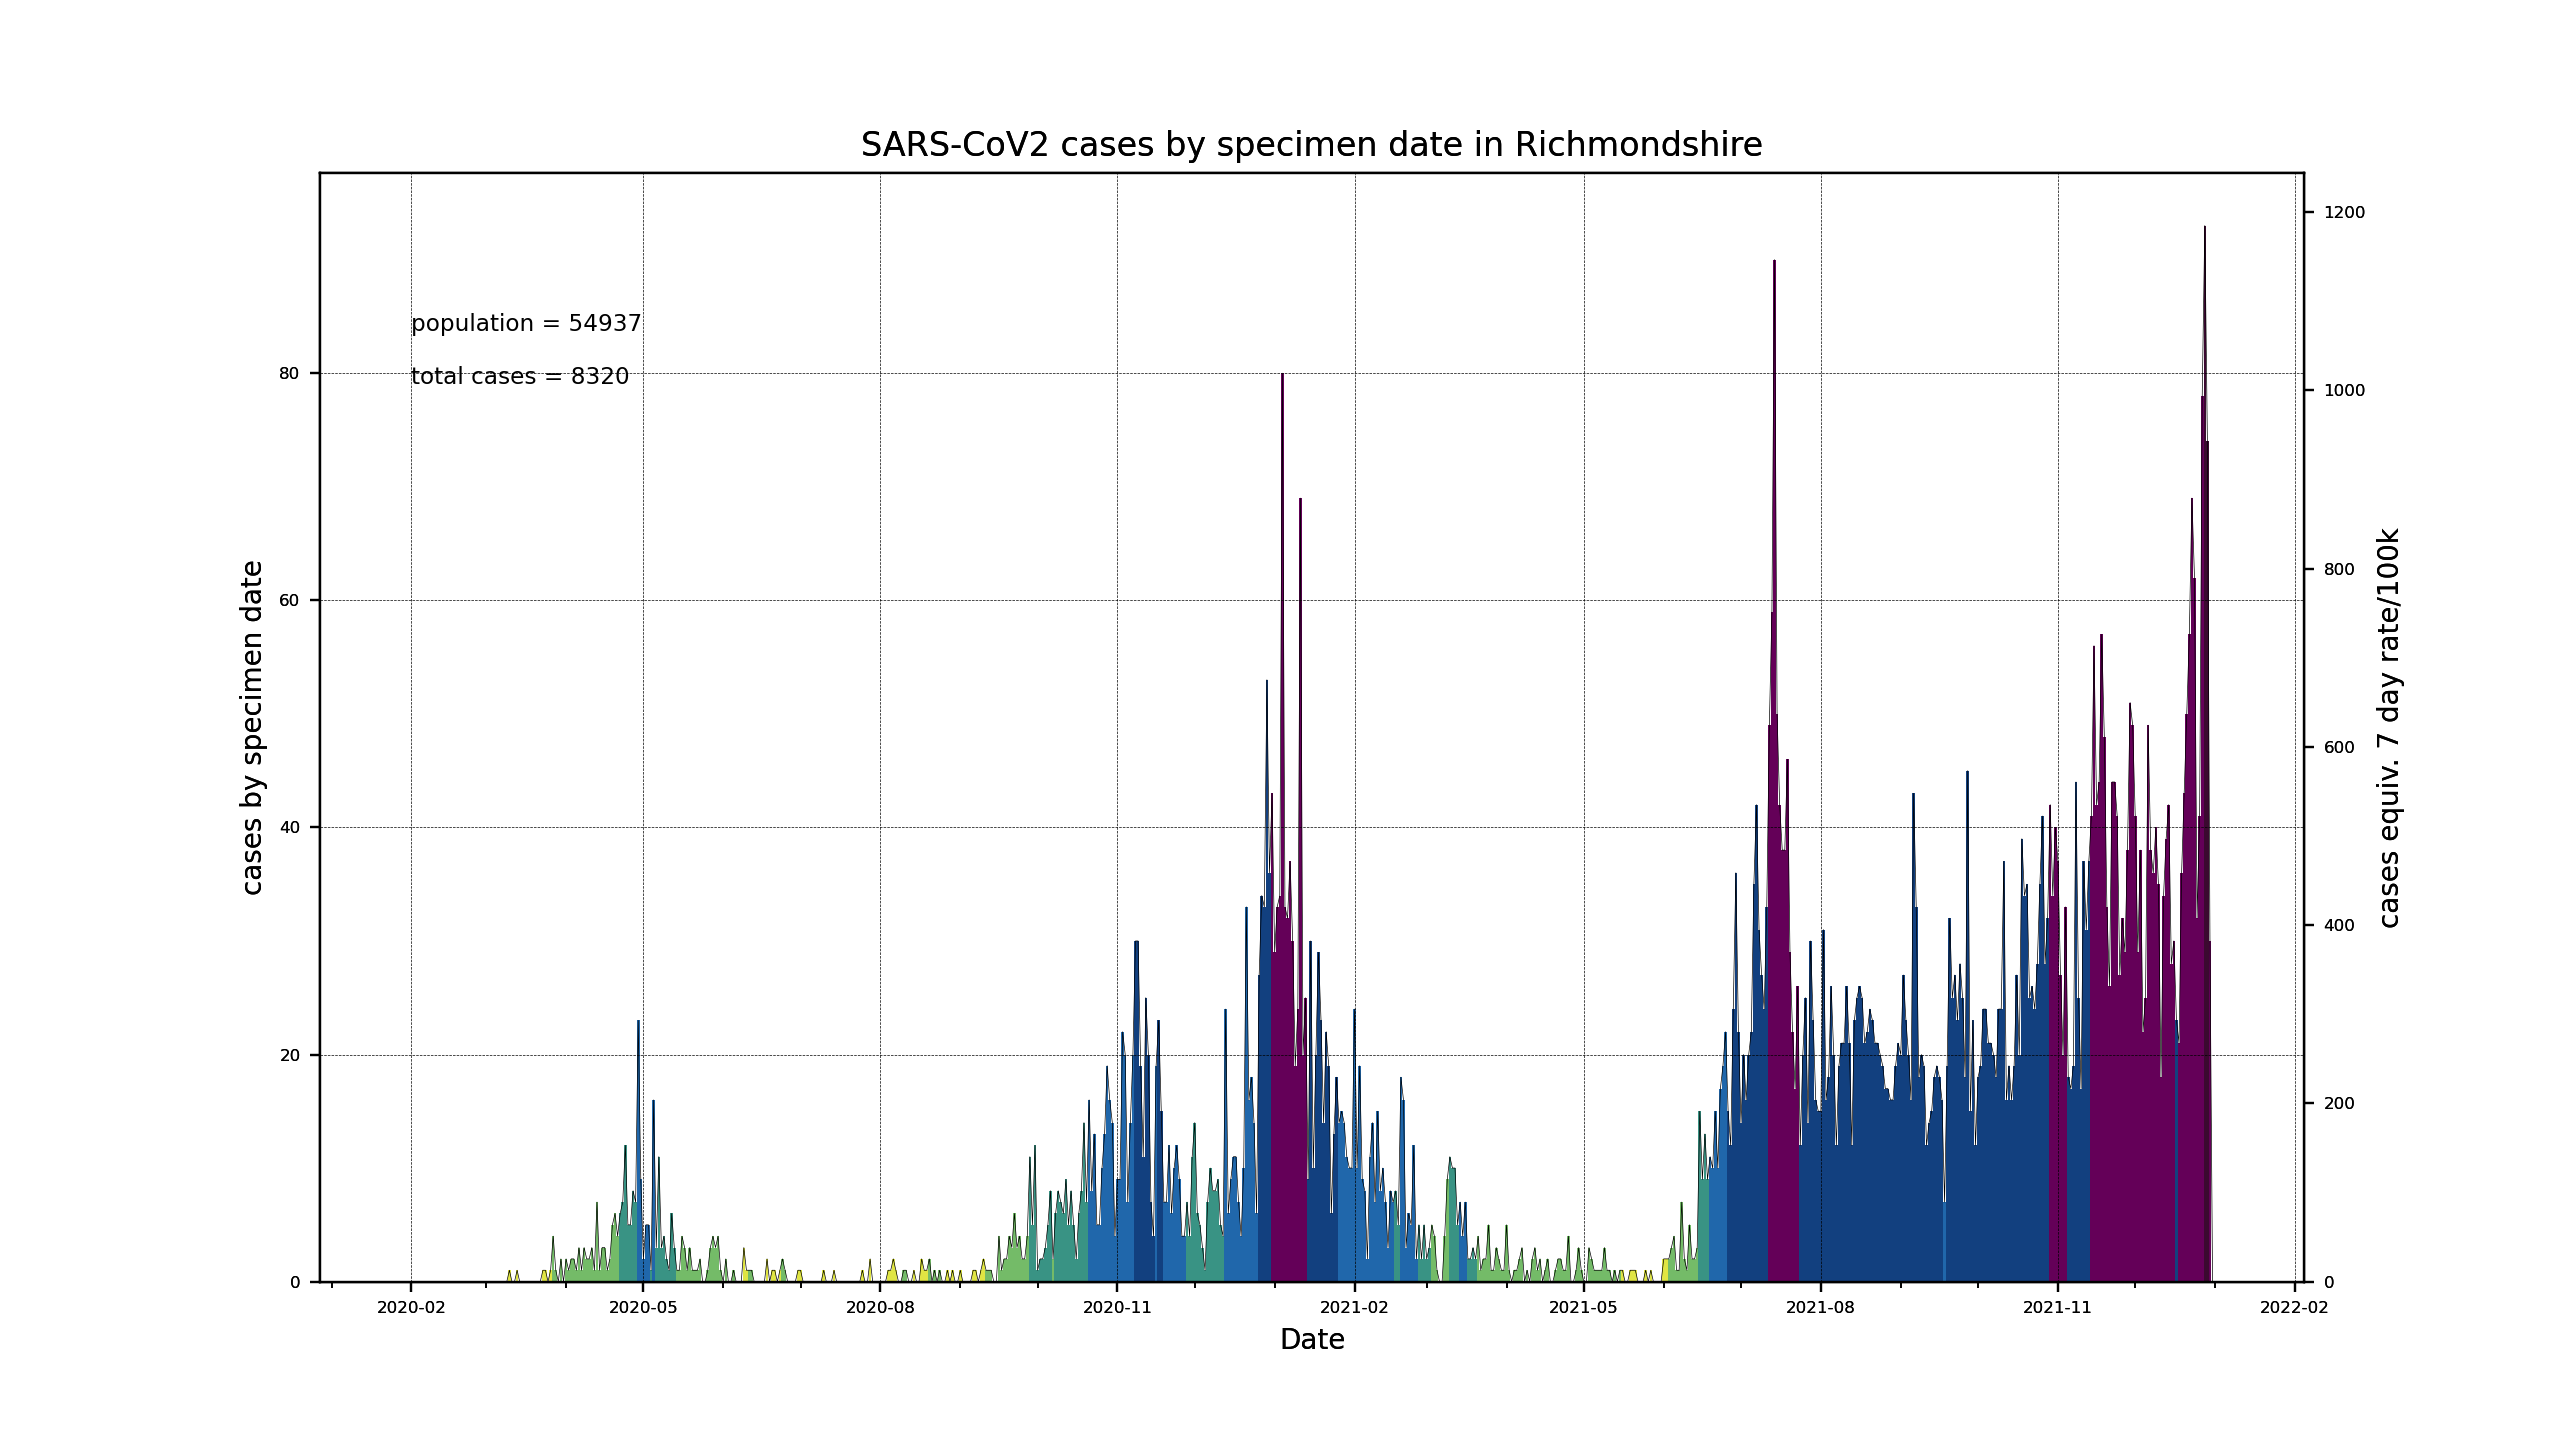 SARS-CoV2 cases by specimen date in Richmondshire
population = 54937
total cases = 8320
cases by specimen date
80
60
40
20
0
1200
1000
800
600
400
200
0
cases equiv. 7 day rate/100k
2020-02 2020-05 2020-08 2020-11 2021-02 2021-05 2021-08 2021-11 2022-02
Date